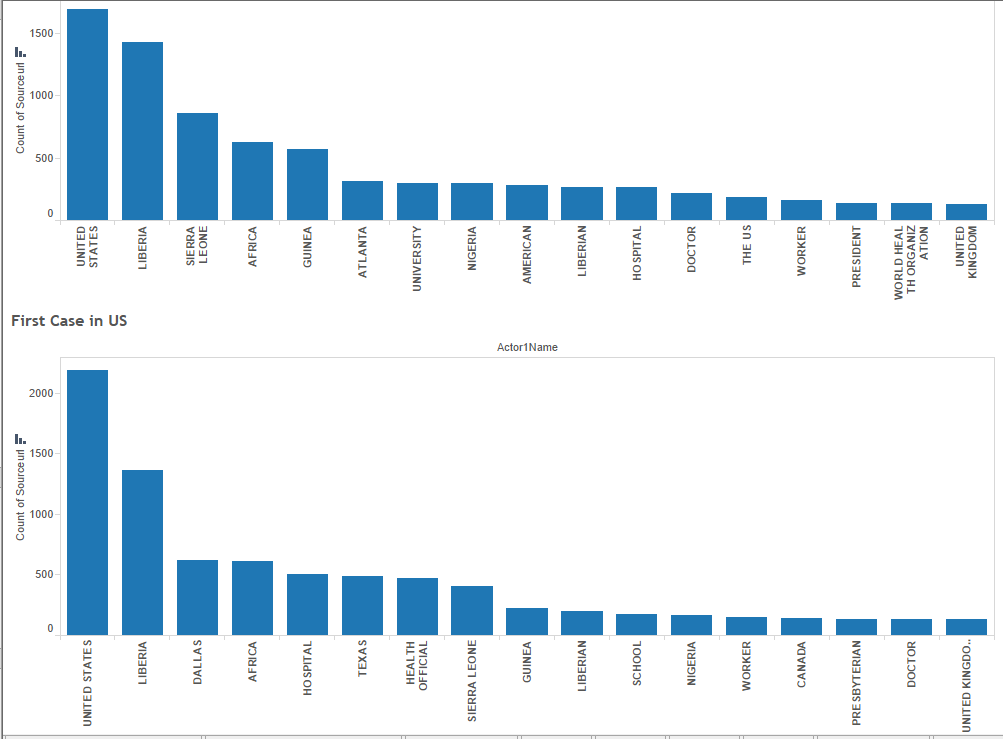 1500
1000
500
0
Count of Sourceurl
UNITED
STATES
LIBERIA
SIERRA
LEONE
AFRICA
GUINEA
ATLANTA
UNIVERSITY
NIGERIA
AMERICAN
LIBERIAN
HOSPITAL
DOCTOR
THE US
WORKER
PRESIDENT
WORLD HEAL
TH ORGANIZ
ATION
UNITED
KINGDOM
First Case in US
Actor1Name
2000
1500
1000
500
0
Count of Sourceurl
UNITED STATES
LIBERIA
DALLAS
AFRICA
HOSPITAL
TEXAS
HEALTH
OFFICIAL
SIERRA LEONE
GUINEA
LIBERIAN
SCHOOL
NIGERIA
WORKER
CANADA
PRESBYTERIAN
DOCTOR
UNITED KINGDO..